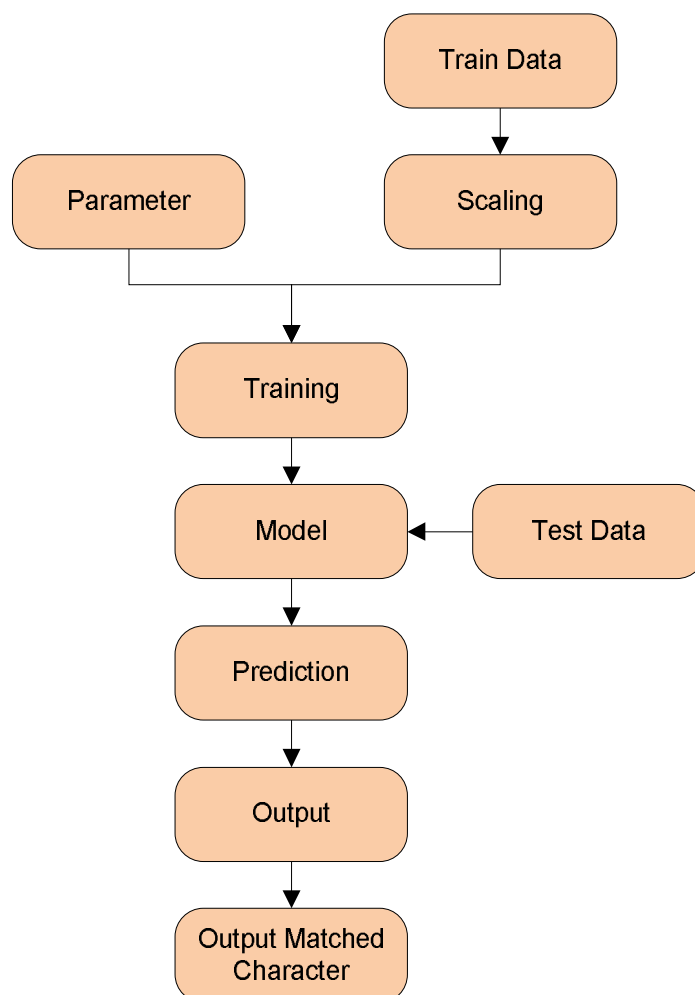 Train Data
Parameter
Scaling
Training
Model
Test Data
Prediction
Output
Output Matched
Character